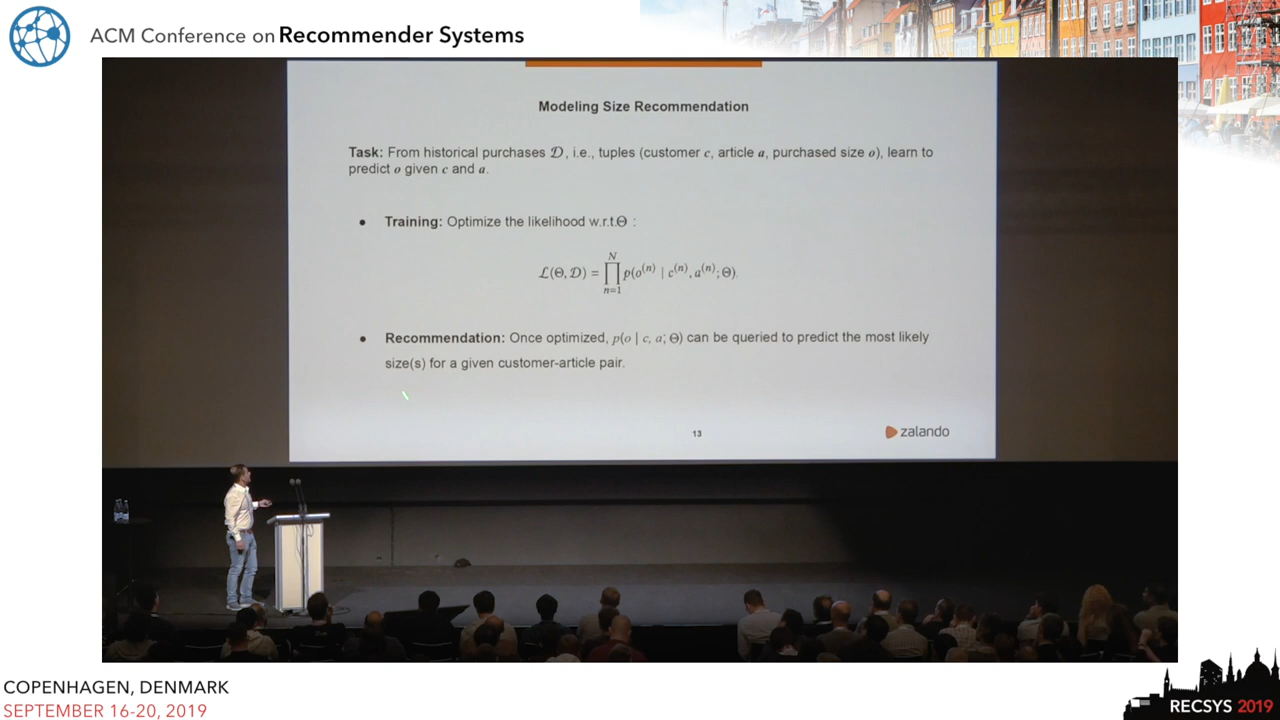 ACM Conference on Recommender Systems
Modeling Size Recommendation
Task: From historical purchases 𝒟, i.e., tuples (customer c, article a, purchased size o), learn to
predict o given c and a.
• Training: Optimize the likelihood w.r.t.Θ :
ℒ(Θ, 𝒟) = ∏_{n=1}^{N} p(o^{(n)} | c^{(n)}, a^{(n)}; Θ).
• Recommendation: Once optimized, p(o | c, a; Θ) can be queried to predict the most likely
size(s) for a given customer-article pair.
13
zalando
COPENHAGEN, DENMARK
SEPTEMBER 16-20, 2019
RECSYS 2019